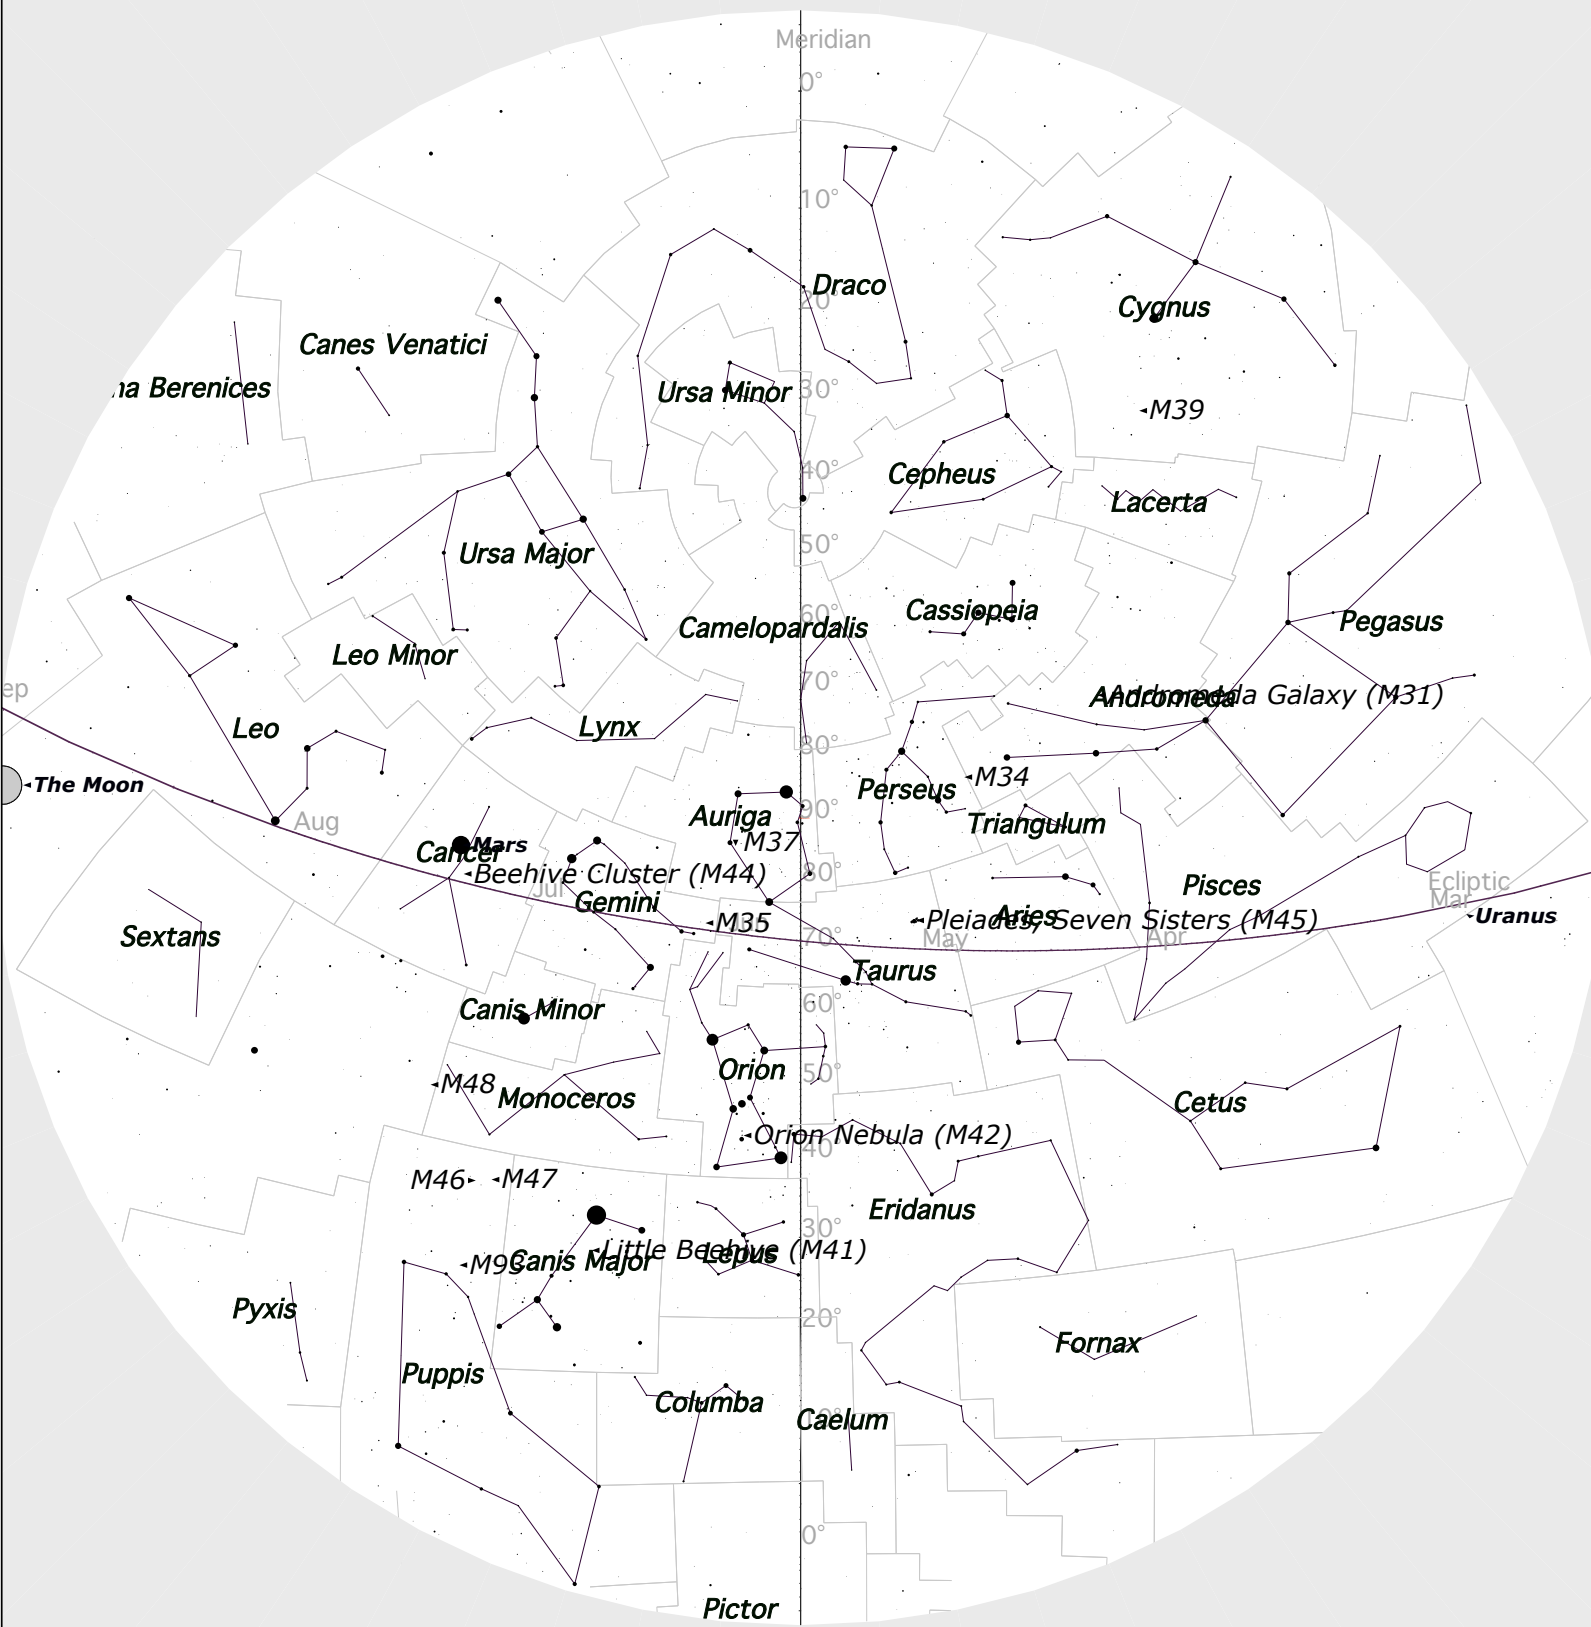 Meridian
0°
10°
Draco
20°
Cygnus
Canes Venatici
na Berenices
Ursa Minor
30°
M39
40°
Cepheus
Lacerta
50°
Ursa Major
60°
Cassiopeia
Camelopardalis
Pegasus
Leo Minor
70°
ep
Andromeda
Andromeda Galaxy (M31)
Leo
Lynx
80°
The Moon
M34
Perseus
90°
Auriga
Aug
Triangulum
M37
Mars
Cancer
80°
Beehive Cluster (M44)
Jul
Gemini
Pisces
Ecliptic
Mar
Uranus
M35
Aries
Pleiades, Seven Sisters (M45)
Sextans
70°
May
Apr
Taurus
60°
Canis Minor
Orion
50°
M48
Monoceros
Cetus
Orion Nebula (M42)
40°
M46
M47
Eridanus
30°
Little Beehive (M41)
Lepus
M93
Canis Major
Pyxis
20°
Fornax
Puppis
Columba
10°
Caelum
0°
Pictor